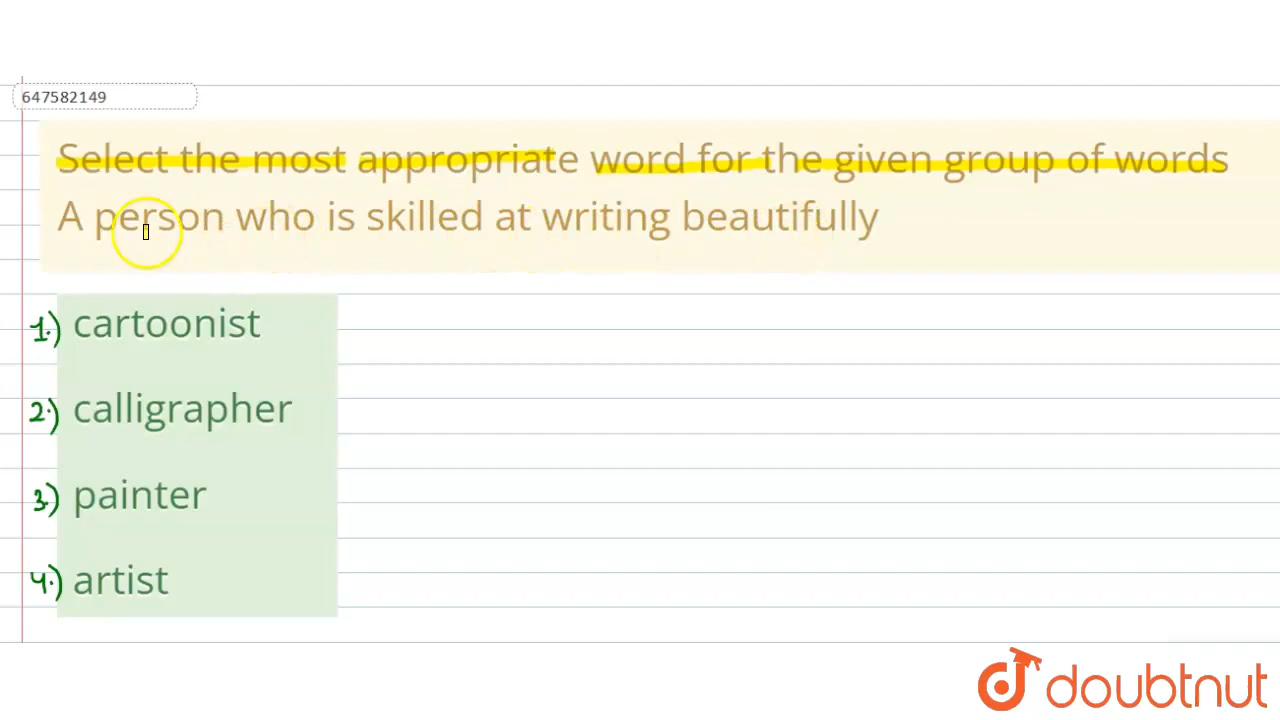 647582149
Select the most appropriate word for the given group of words
A person who is skilled at writing beautifully
1.) cartoonist
2.) calligrapher
3.) painter
4.) artist
doubtnut